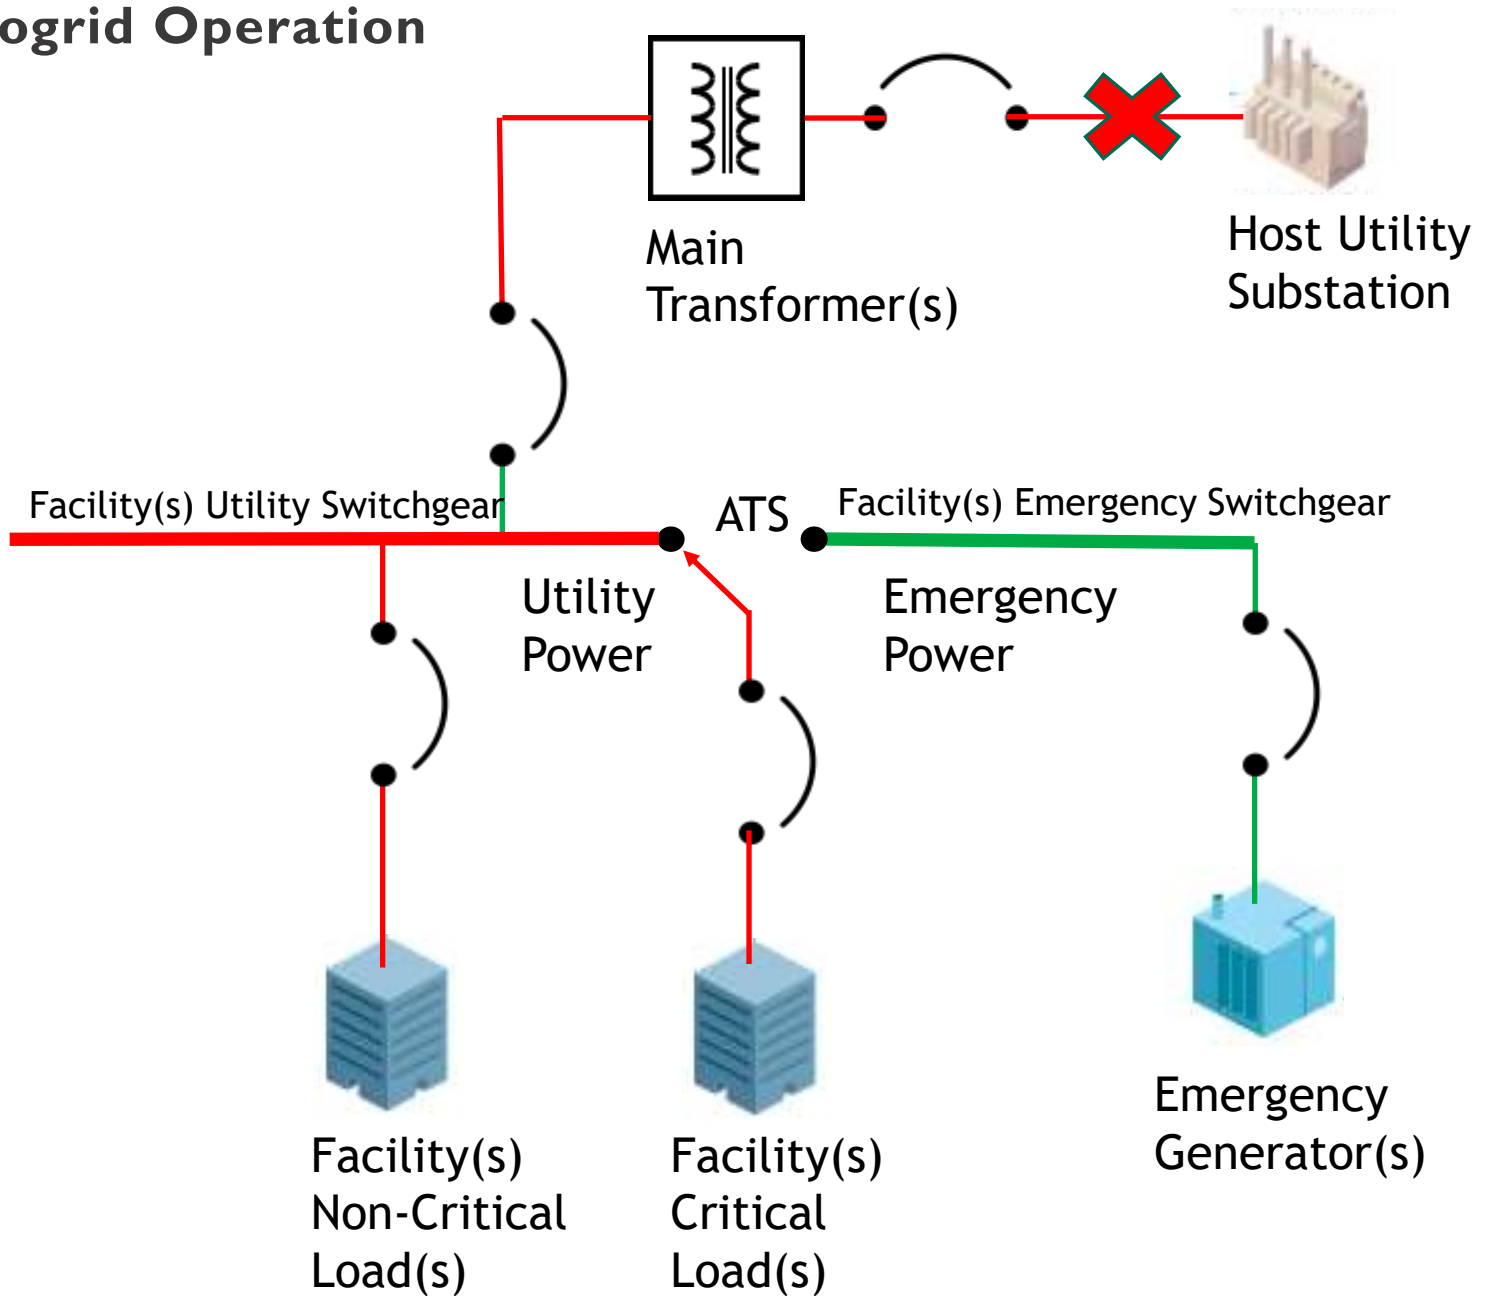 ogrid Operation
Main
Transformer(s)
Host Utility
Substation
Facility(s) Utility Switchgear
ATS
Facility(s) Emergency Switchgear
Utility
Power
Emergency
Power
Facility(s)
Non-Critical
Load(s)
Facility(s)
Critical
Load(s)
Emergency
Generator(s)